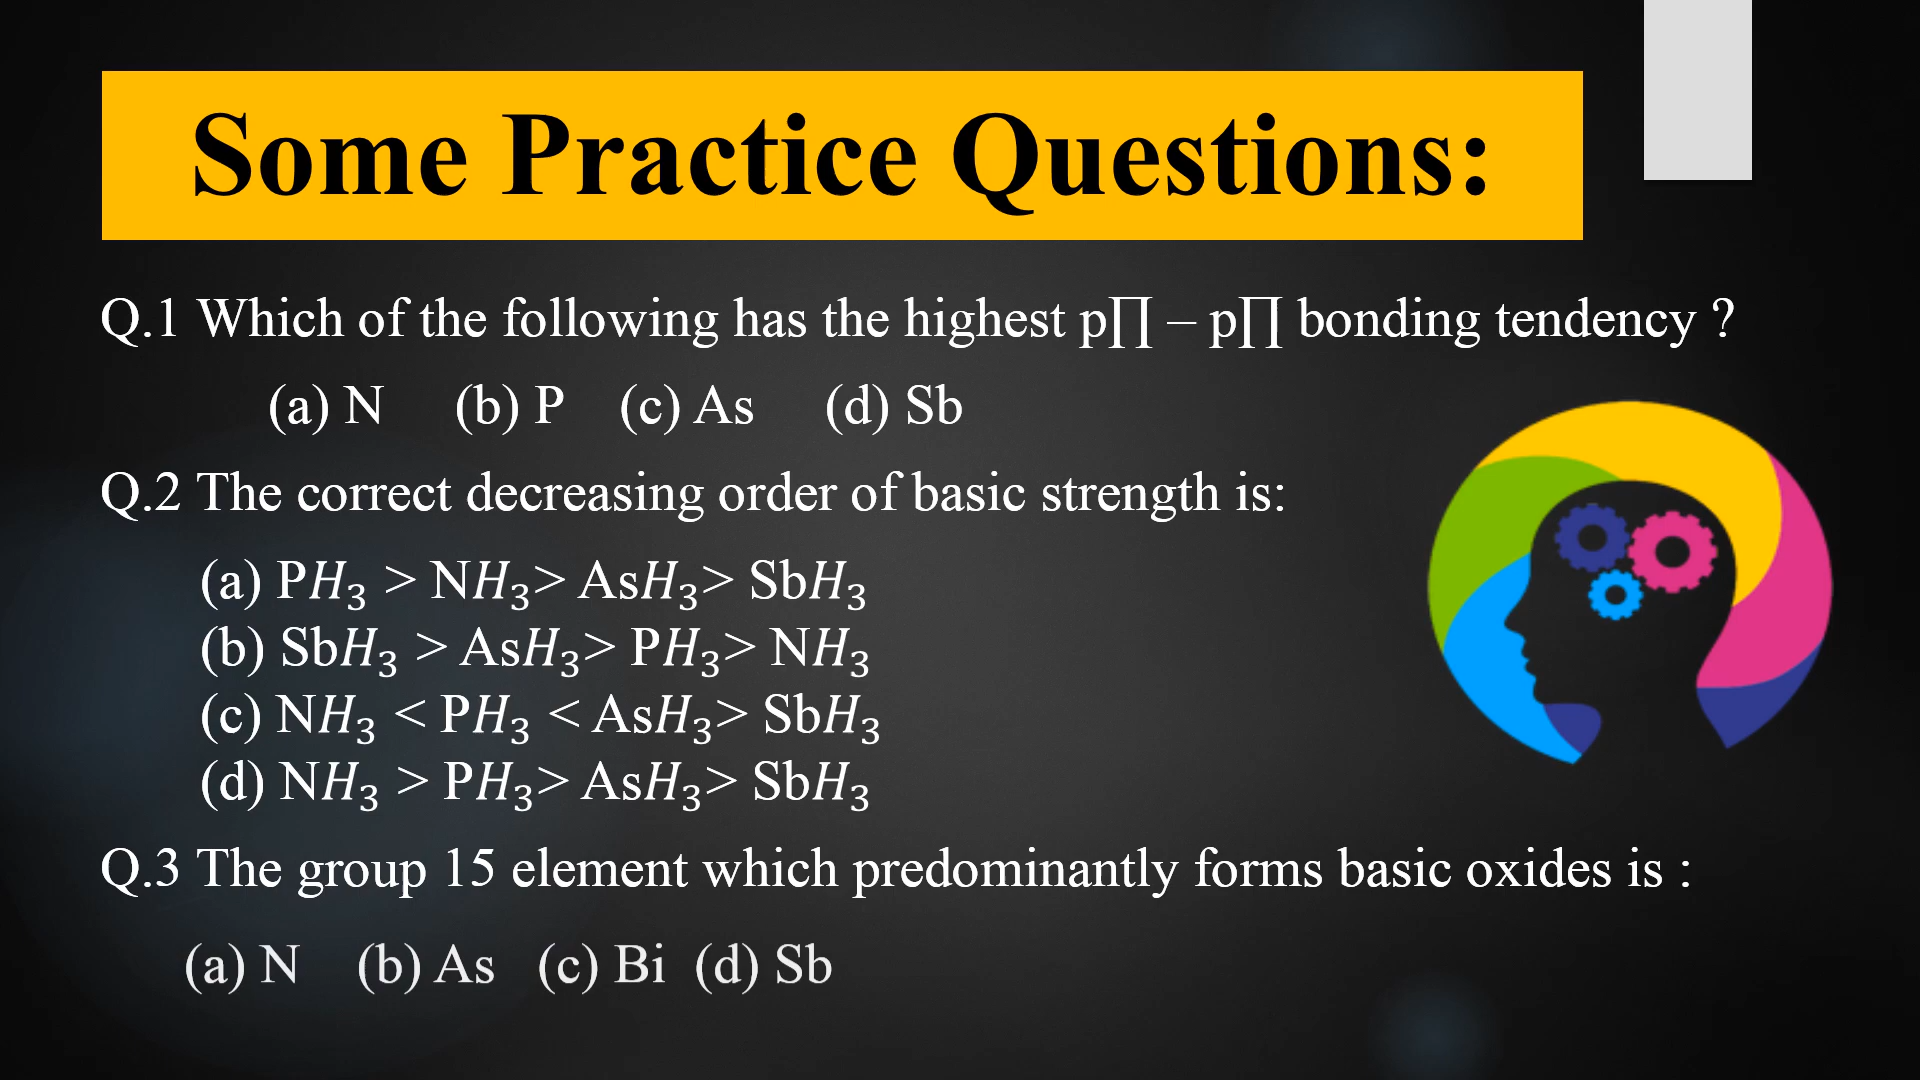 Some Practice Questions:
Q.1 Which of the following has the highest p∏ – p∏ bonding tendency ?
(a) N (b) P (c) As (d) Sb
Q.2 The correct decreasing order of basic strength is:
(a) PH₃ > NH₃> AsH₃> SbH₃
(b) SbH₃ > AsH₃> PH₃> NH₃
(c) NH₃ < PH₃ < AsH₃> SbH₃
(d) NH₃ > PH₃> AsH₃> SbH₃
Q.3 The group 15 element which predominantly forms basic oxides is :
(a) N (b) As (c) Bi (d) Sb